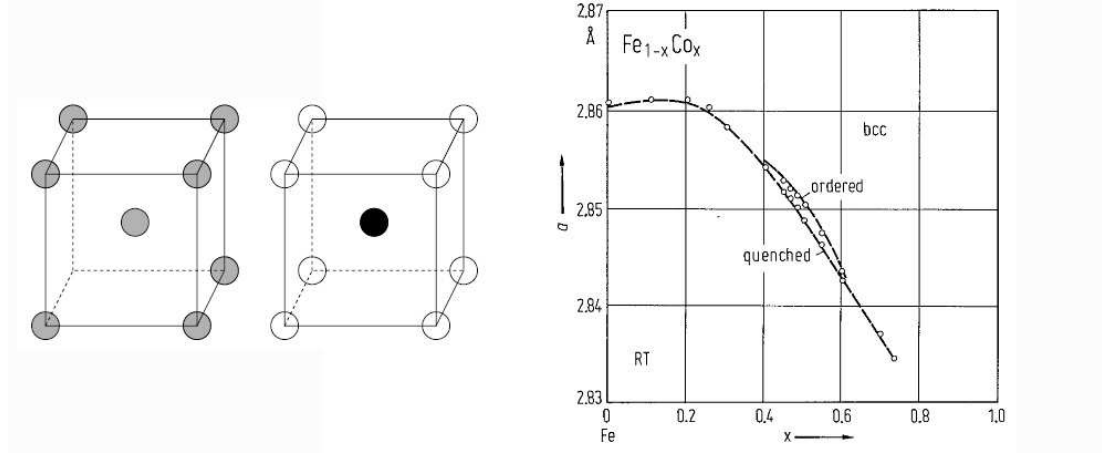 2.87
Å
Fe1-xCox
2.86
bcc
ordered
a
2.85
quenched
2.84
RT
2.83
0 0.2 0.4 0.6 0.8 1.0
Fe x